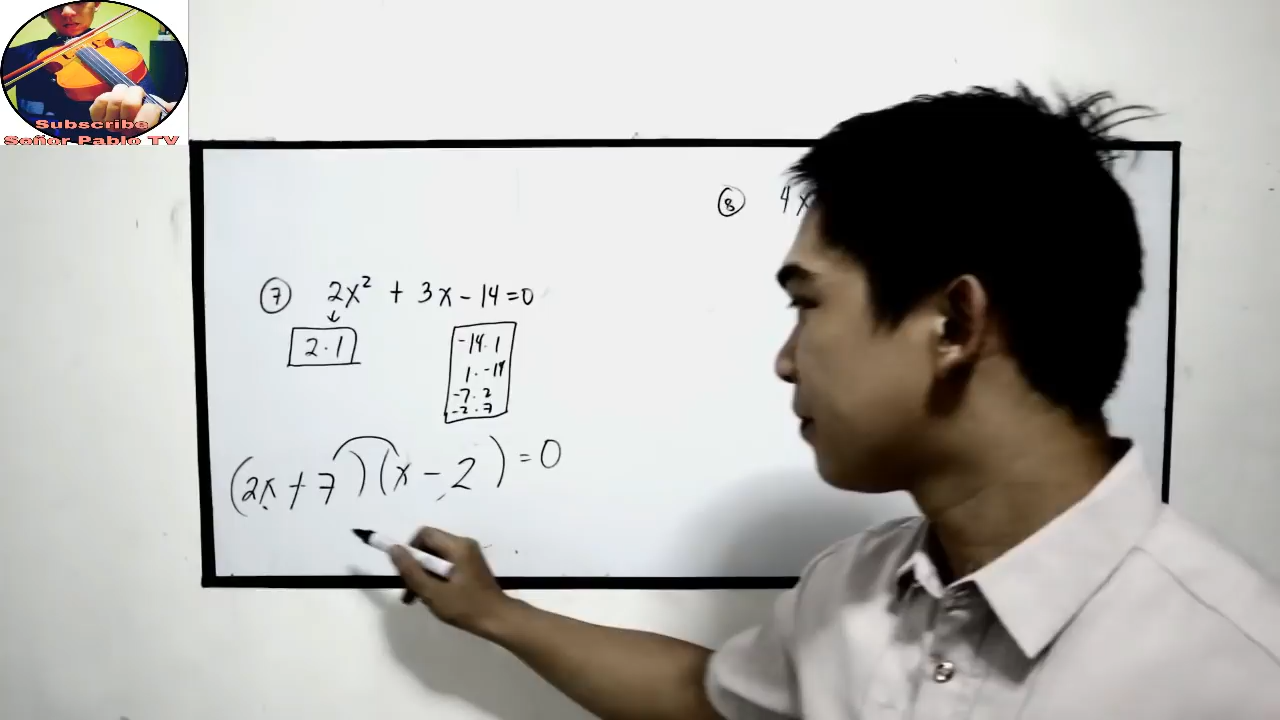 Subscribe
Señor Pablo TV
8 4x
7 2x² + 3x - 14 = 0
2 · 1
-14 · 1
1 · -14
-7 · 2
-2 · 7
(2x + 7)(x - 2) = 0